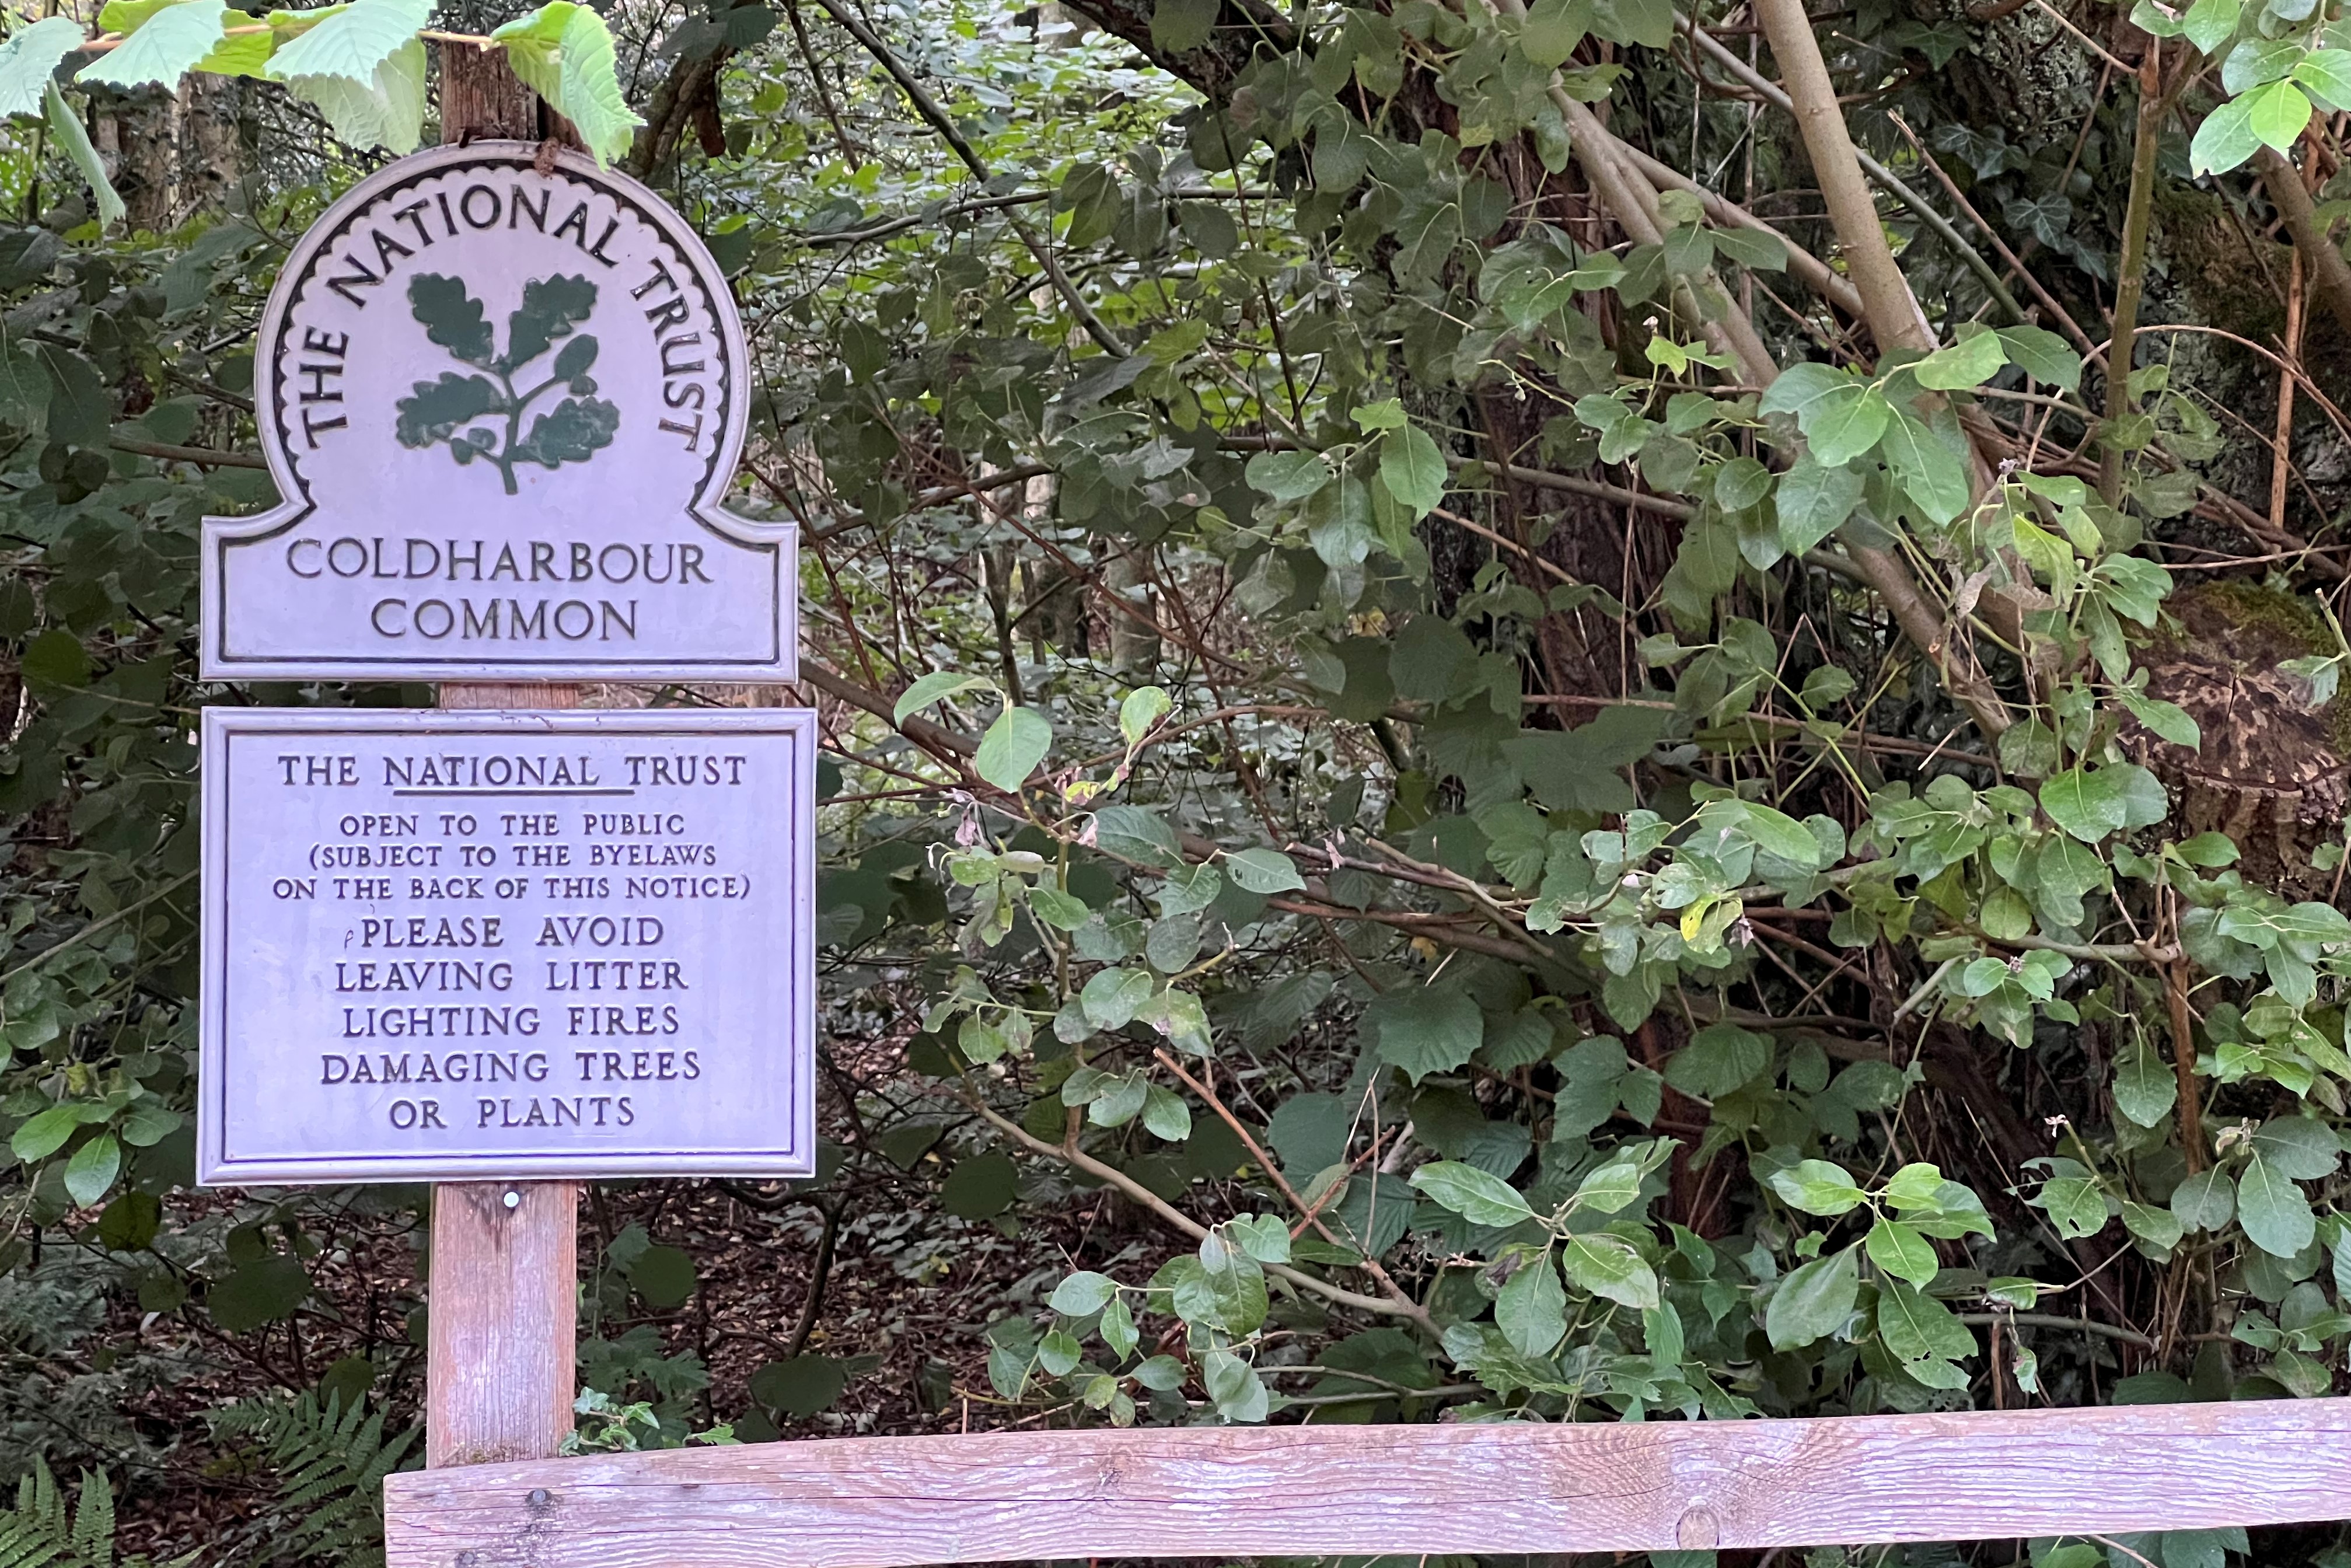 THE NATIONAL TRUST
COLDHARBOUR
COMMON
THE NATIONAL TRUST
OPEN TO THE PUBLIC
(SUBJECT TO THE BYELAWS
ON THE BACK OF THIS NOTICE)
PLEASE AVOID
LEAVING LITTER
LIGHTING FIRES
DAMAGING TREES
OR PLANTS